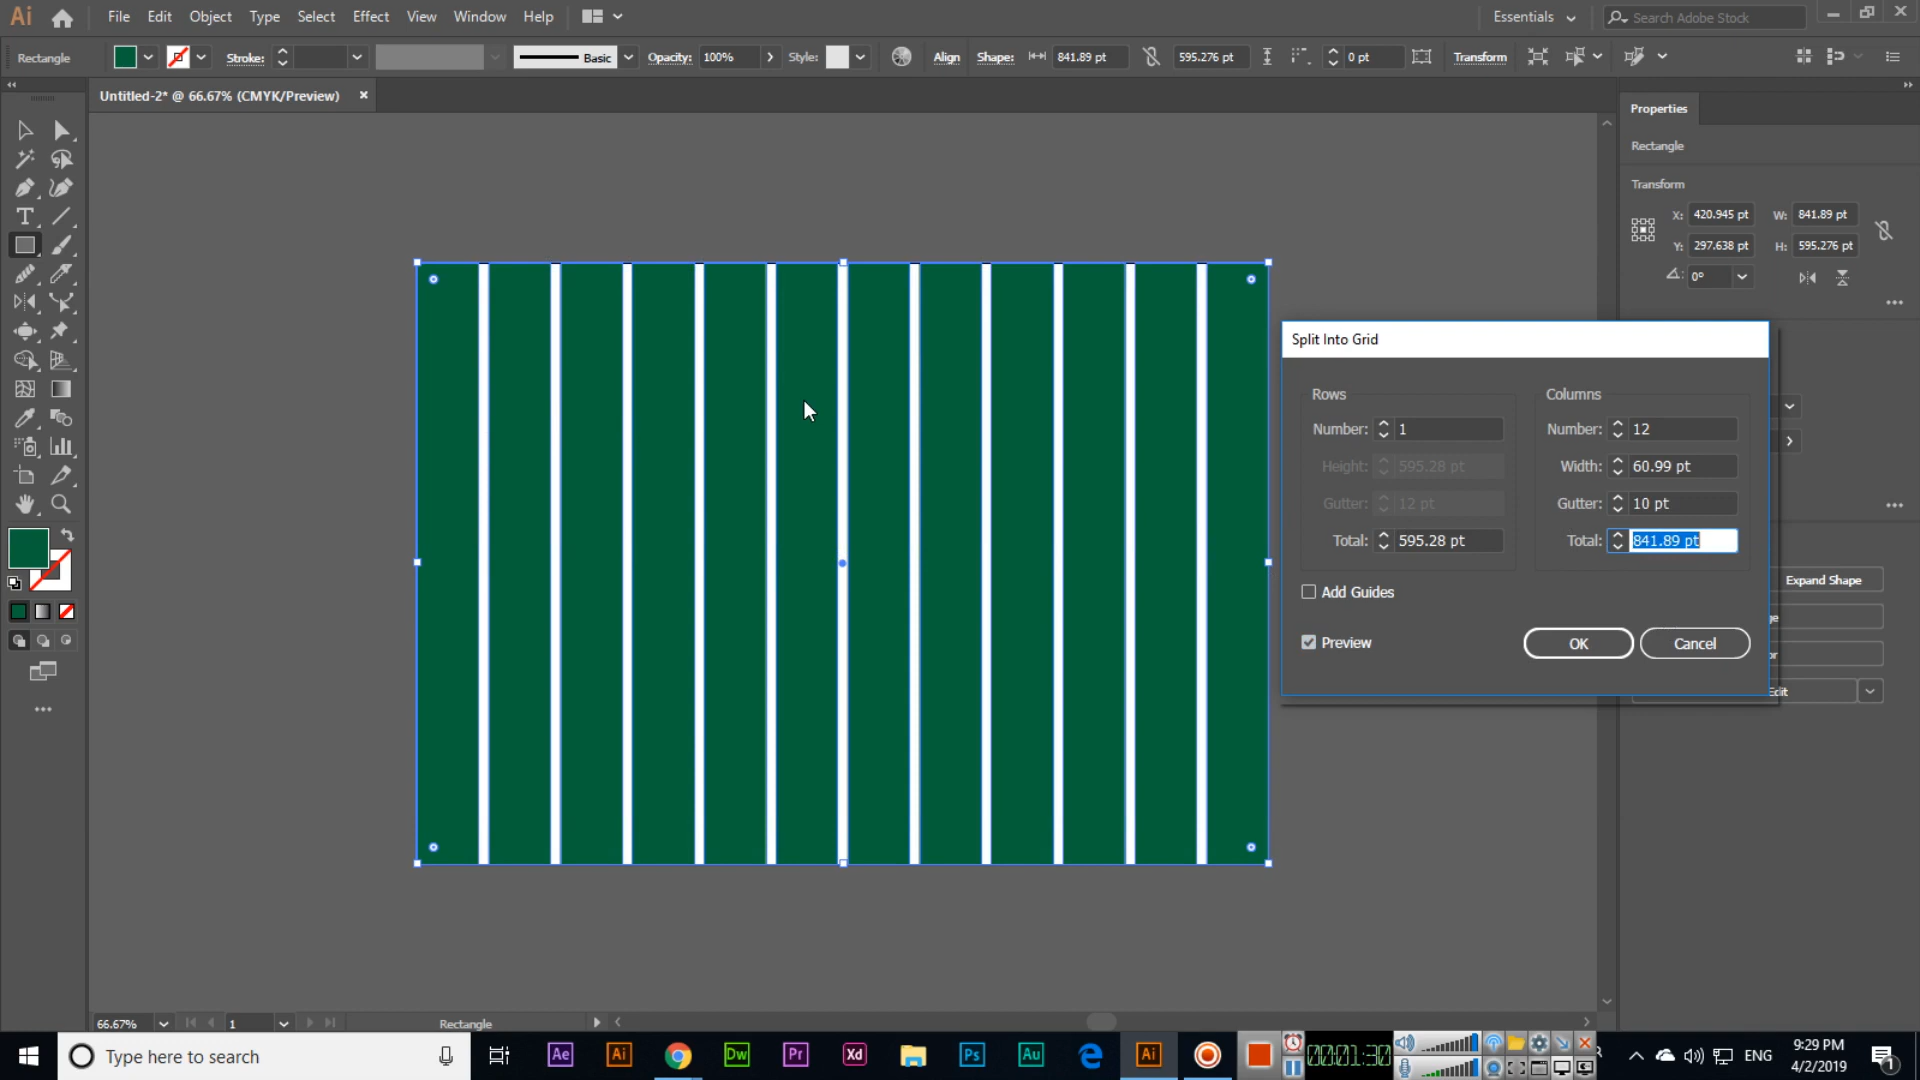 Ai File Edit Object Type Select Effect View Window Help Essentials Search Adobe Stock
Rectangle Stroke: Basic Opacity: 100% Style: Align Shape: 841.89 pt 595.276 pt 0 pt Transform
Untitled-2* @ 66.67% (CMYK/Preview)
Properties
Rectangle
Transform
X: 420.945 pt W: 841.89 pt
Y: 297.638 pt H: 595.276 pt
0°
Split Into Grid
Rows Columns
Number: 1 Number: 12
Height: 595.28 pt Width: 60.99 pt
Gutter: 12 pt Gutter: 10 pt
Total: 595.28 pt Total: 841.89 pt
Expand Shape
Add Guides
Preview OK Cancel
66.67% 1 Rectangle
Type here to search Ae Ai Dw Pr Xd Ps Au Ai 00:01:30 ENG 9:29 PM
4/2/2019
1